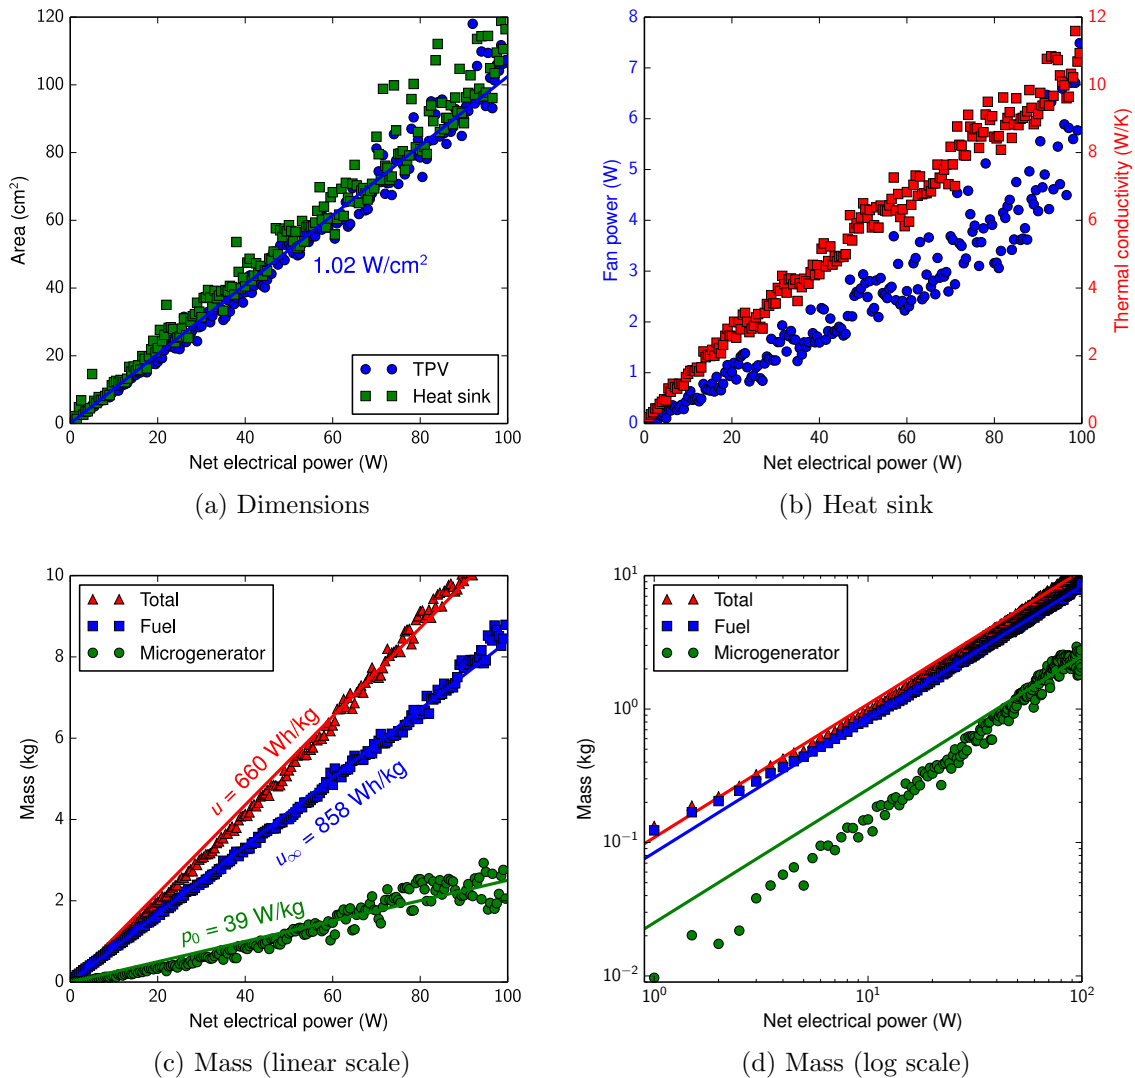 120
100
80
60
40
20
0
Area (cm²)
1.02 W/cm²
TPV
Heat sink
0 20 40 60 80 100
Net electrical power (W)
(a) Dimensions
8
7
6
5
4
3
2
1
0
Fan power (W)
12
10
8
6
4
2
0
Thermal conductivity (W/K)
0 20 40 60 80 100
Net electrical power (W)
(b) Heat sink
10
8
6
4
2
0
Mass (kg)
Total
Fuel
Microgenerator
u = 660 Wh/kg
u∞ = 858 Wh/kg
p₀ = 39 W/kg
0 20 40 60 80 100
Net electrical power (W)
(c) Mass (linear scale)
10¹
10⁰
10⁻¹
10⁻²
Mass (kg)
Total
Fuel
Microgenerator
10⁰ 10¹ 10²
Net electrical power (W)
(d) Mass (log scale)